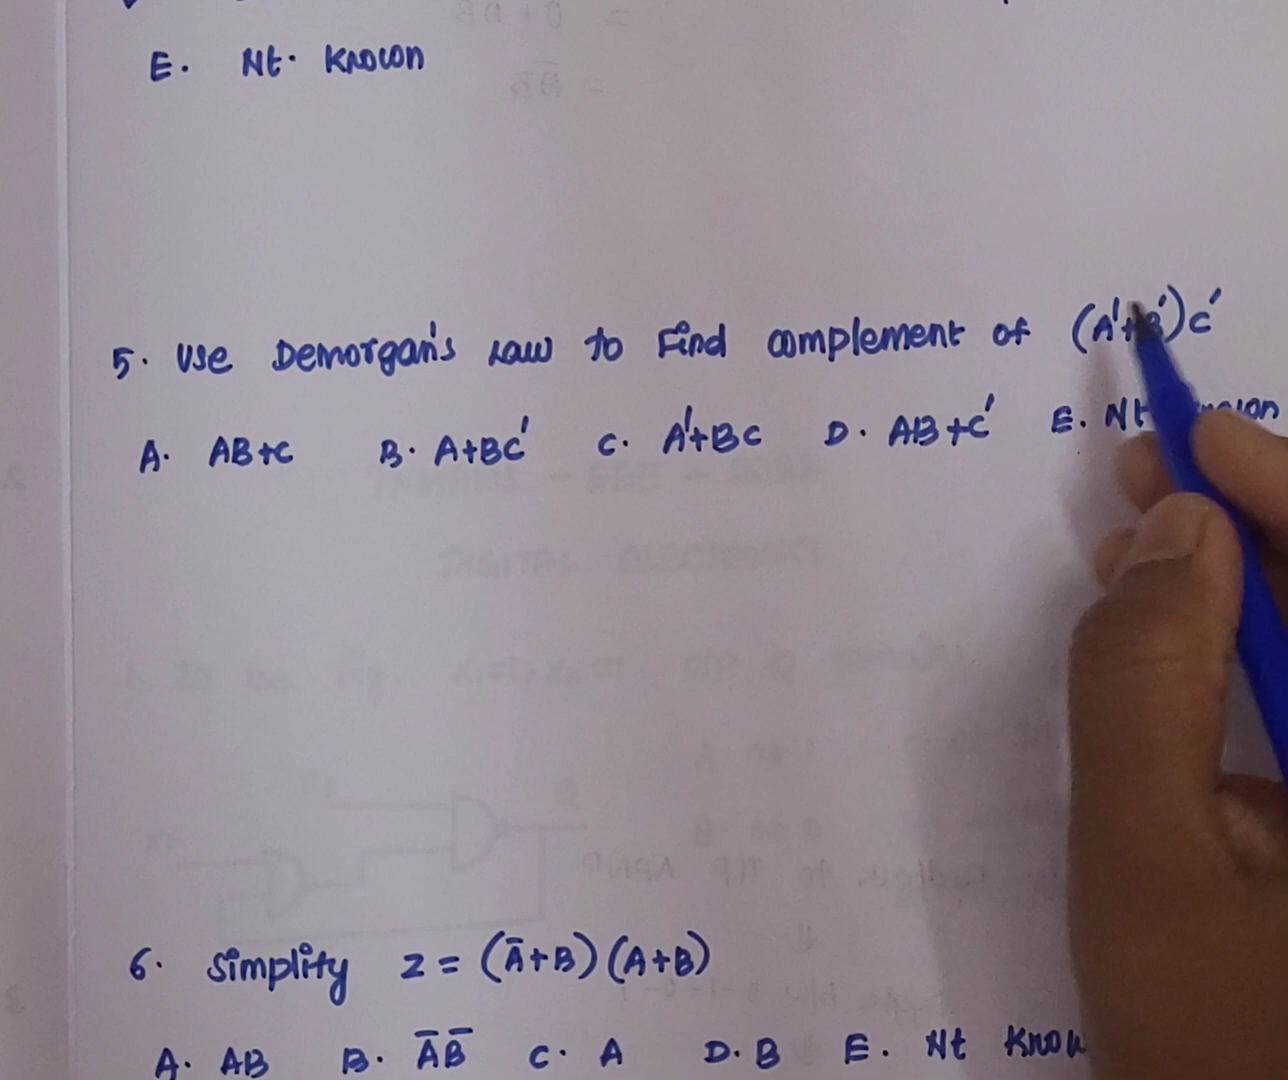 E. Nt. Known
5. Use Demorgan's Law to Find complement of (A'+B')C'
A. AB+C B. A+BC' C. A'+BC D. AB+C' E. Nt
6. Simplify Z = (Ā+B)(A+B)
A. AB B. A̅ B̅ C. A D. B E. Nt Know